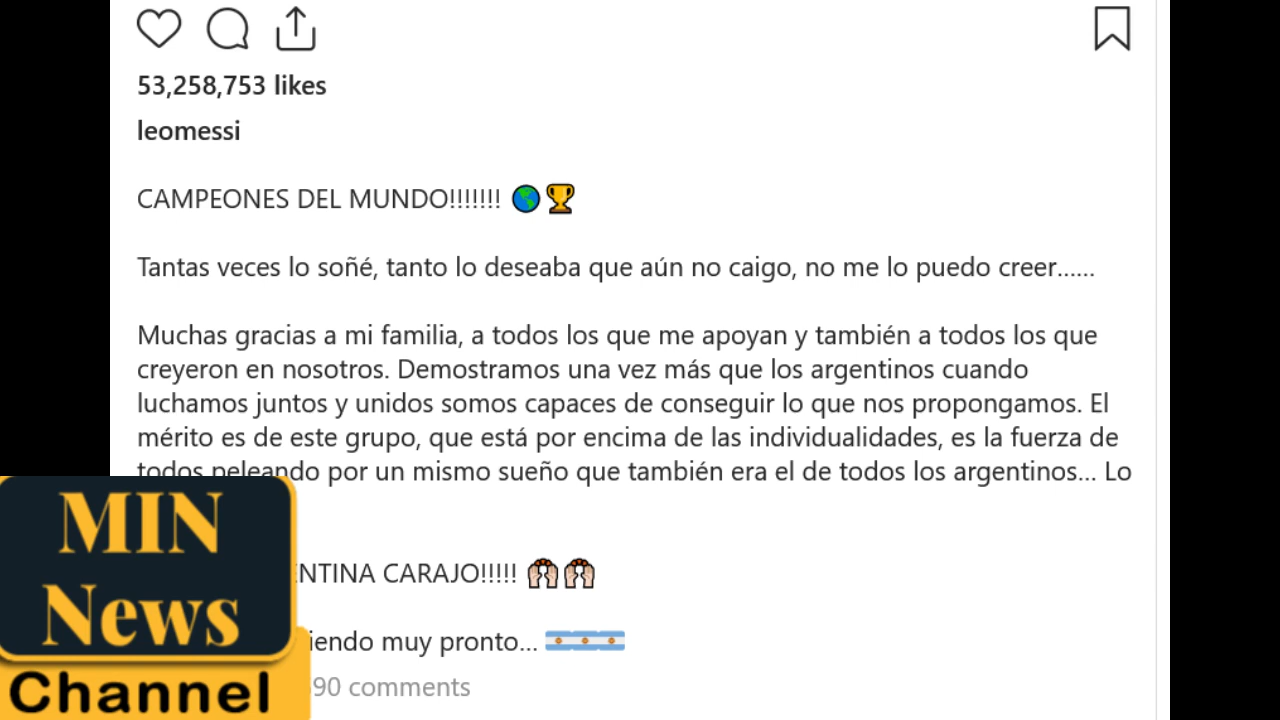 53,258,753 likes
leomessi
CAMPEONES DEL MUNDO!!!!!!! 🌎🏆
Tantas veces lo soñé, tanto lo deseaba que aún no caigo, no me lo puedo creer......
Muchas gracias a mi familia, a todos los que me apoyan y también a todos los que
creyeron en nosotros. Demostramos una vez más que los argentinos cuando
luchamos juntos y unidos somos capaces de conseguir lo que nos propongamos. El
mérito es de este grupo, que está por encima de las individualidades, es la fuerza de
todos peleando por un mismo sueño que también era el de todos los argentinos... Lo
CARAJO!!!!! 🙌🙌
muy pronto... 🇦🇷🇦🇷🇦🇷
comments
MIN
News
Channel